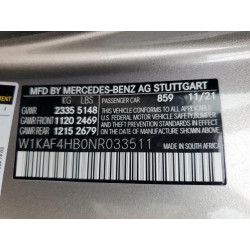 MFD BY MERCEDES-BENZ AG STUTTGART
KG LBS PASSENGER CAR 859 11/21
GVWR 2335 5148
GAWR F 1120 2469
GAWR R 1215 2679
THIS VEHICLE CONFORMS TO ALL
APPLICABLE U.S. FEDERAL MOTOR
VEHICLE SAFETY, BUMPER, AND THEFT
PREVENTION STANDARDS IN EFFECT ON
THE DATE OF MANUFACTURE SHOWN ABOVE.
W1KAF4HB0NR033511
MADE IN SOUTH AFRICA